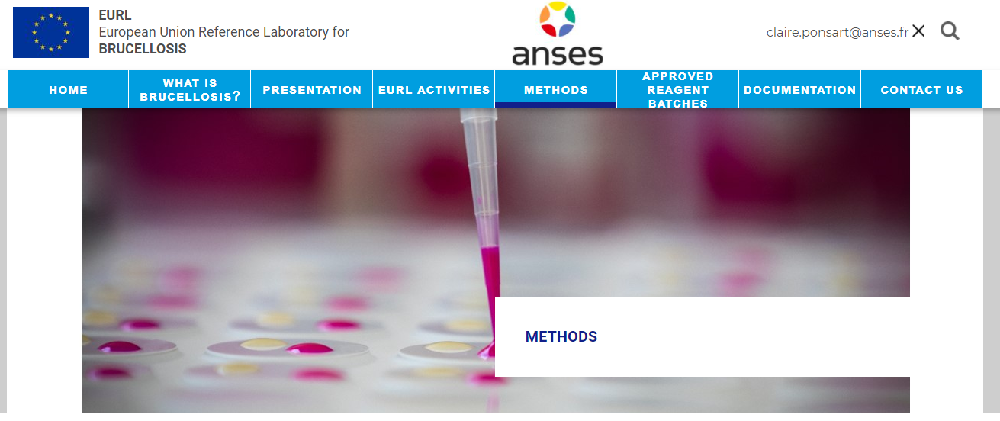 EURL
European Union Reference Laboratory for
BRUCELLOSIS
anses
claire.ponsart@anses.fr
HOME
WHAT IS
BRUCELLOSIS?
PRESENTATION
EURL ACTIVITIES
METHODS
APPROVED
REAGENT
BATCHES
DOCUMENTATION
CONTACT US
METHODS